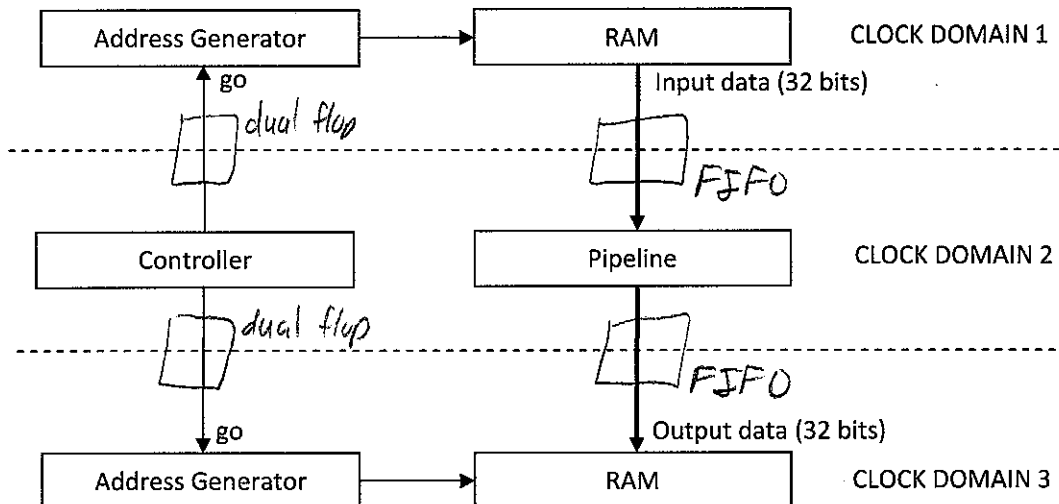 Address Generator
RAM
CLOCK DOMAIN 1
go
Input data (32 bits)
dual flop
FIFO
Controller
Pipeline
CLOCK DOMAIN 2
dual flop
FIFO
go
Output data (32 bits)
Address Generator
RAM
CLOCK DOMAIN 3